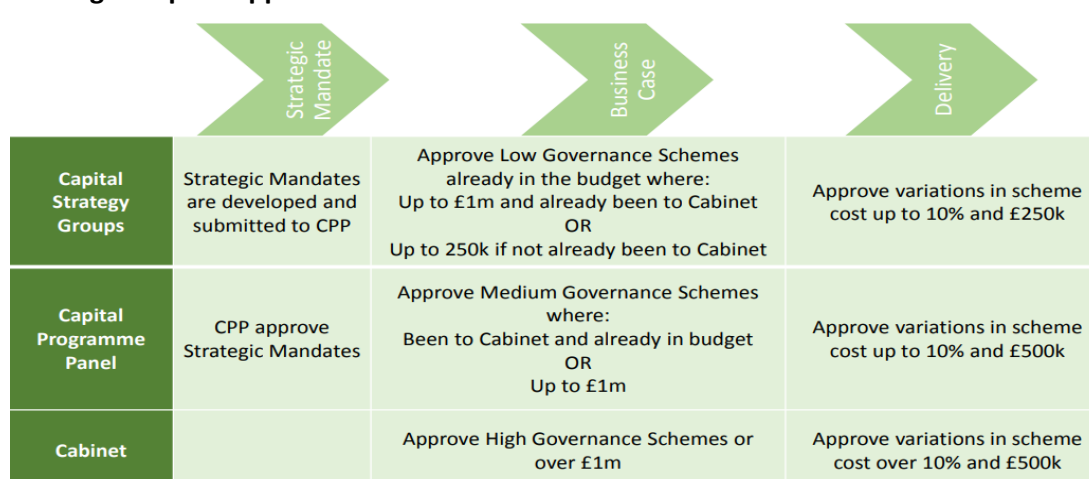 Strategic
Mandate
Business
Case
Delivery
Capital
Strategy
Groups
Strategic Mandates
are developed and
submitted to CPP
Approve Low Governance Schemes
already in the budget where:
Up to £1m and already been to Cabinet
OR
Up to 250k if not already been to Cabinet
Approve variations in scheme
cost up to 10% and £250k
Capital
Programme
Panel
CPP approve
Strategic Mandates
Approve Medium Governance Schemes
where:
Been to Cabinet and already in budget
OR
Up to £1m
Approve variations in scheme
cost up to 10% and £500k
Cabinet
Approve High Governance Schemes or
over £1m
Approve variations in scheme
cost over 10% and £500k